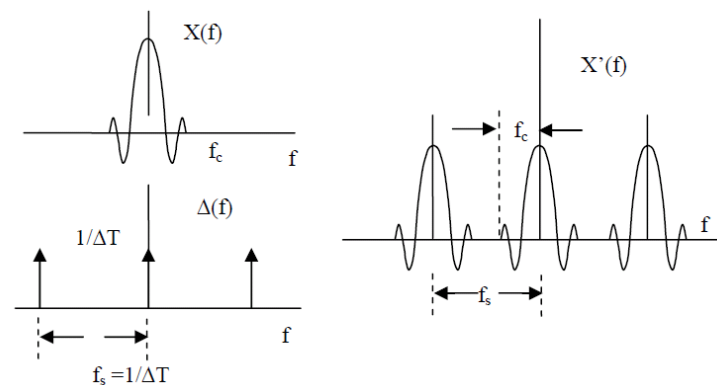 X(f)
f_c
f
Δ(f)
1/ΔT
f
f_s =1/ΔT
X’(f)
f_c
f
f_s